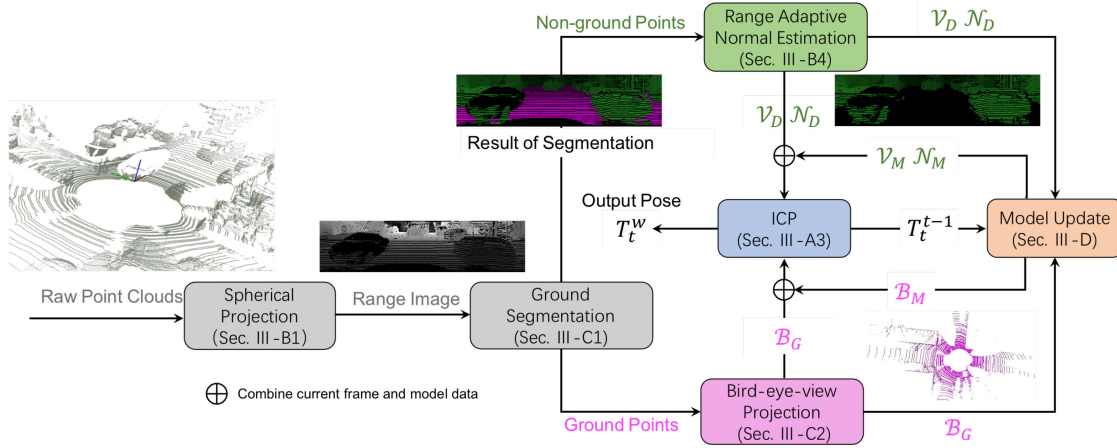 Non-ground Points
Range Adaptive
Normal Estimation
(Sec. III-B4)
𝒱_D 𝒩_D
𝒱_D 𝒩_D
Result of Segmentation
𝒱_M 𝒩_M
Output Pose
T_t^w
ICP
(Sec. III-A3)
T_t^{t-1}
Model Update
(Sec. III-D)
Raw Point Clouds
Spherical
Projection
(Sec. III-B1)
Range Image
Ground
Segmentation
(Sec. III-C1)
ℬ_M
ℬ_G
Combine current frame and model data
Ground Points
Bird-eye-view
Projection
(Sec. III-C2)
ℬ_G